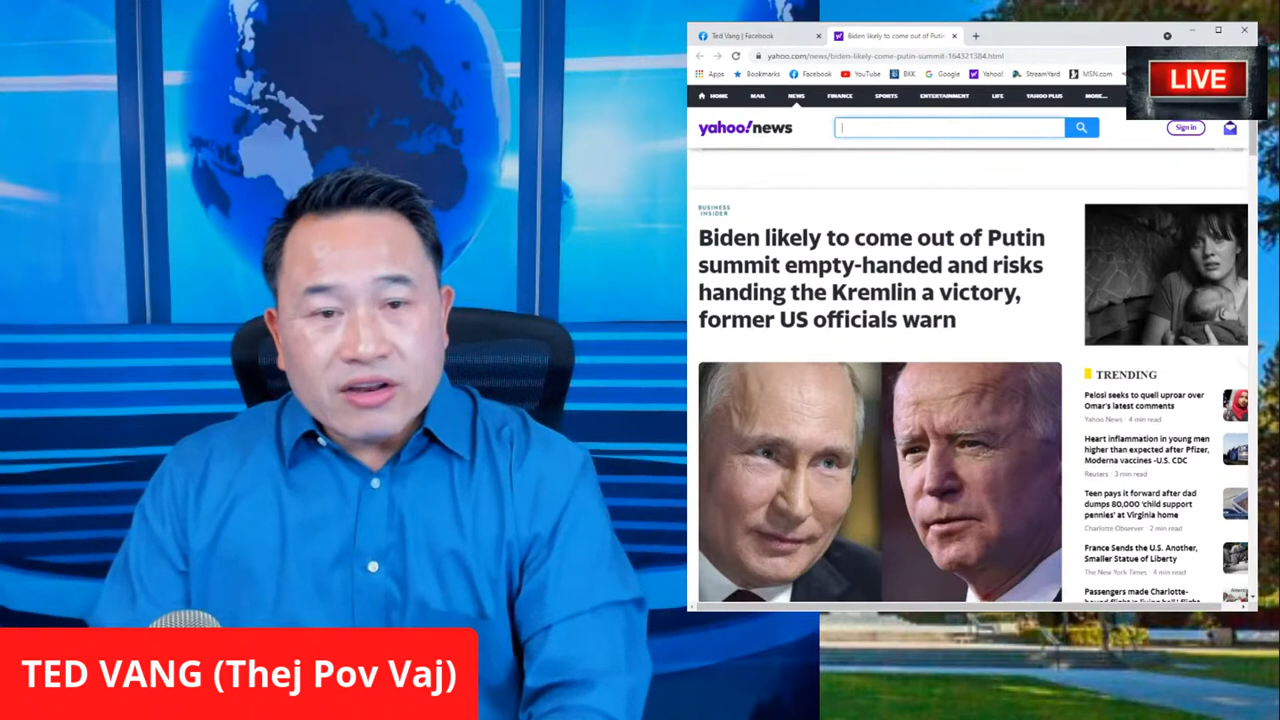 Ted Vang | Facebook
Biden likely to come out of Putin
yahoo.com/news/biden-likely-come-putin-summit-164321384.html
Apps Bookmarks Facebook YouTube BKK Google Yahoo! StreamYard MSN.com
LIVE
HOME MAIL NEWS FINANCE SPORTS ENTERTAINMENT LIFE YAHOO PLUS MORE...
yahoo!news
Sign in
BUSINESS
INSIDER
Biden likely to come out of Putin
summit empty-handed and risks
handing the Kremlin a victory,
former US officials warn
TRENDING
Pelosi seeks to quell uproar over
Omar's latest comments
Yahoo News · 4 min read
Heart inflammation in young men
higher than expected after Pfizer,
Moderna vaccines -U.S. CDC
Reuters · 3 min read
Teen pays it forward after dad
dumps 80,000 'child support
pennies' at Virginia home
Charlotte Observer · 2 min read
France Sends the U.S. Another,
Smaller Statue of Liberty
The New York Times · 4 min read
Passengers made Charlotte-
TED VANG (Thej Pov Vaj)